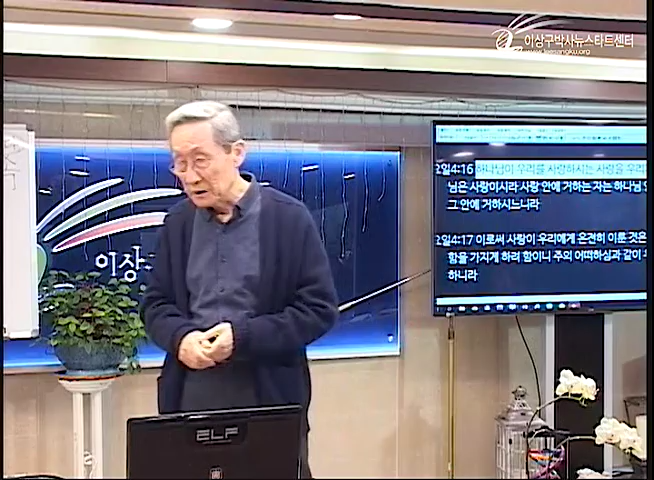 이상구박사뉴스타트센터
www.leesangku.org
이상구
요일4:16 하나님이 우리를 사랑하시는 사랑을 우리
님은 사랑이시라 사랑 안에 거하는 자는 하나님
그 안에 거하시느니라
요일4:17 이로써 사랑이 우리에게 온전히 이룬 것은
함을 가지게 하려 함이니 주의 어떠하심과 같이
하니라
ELF